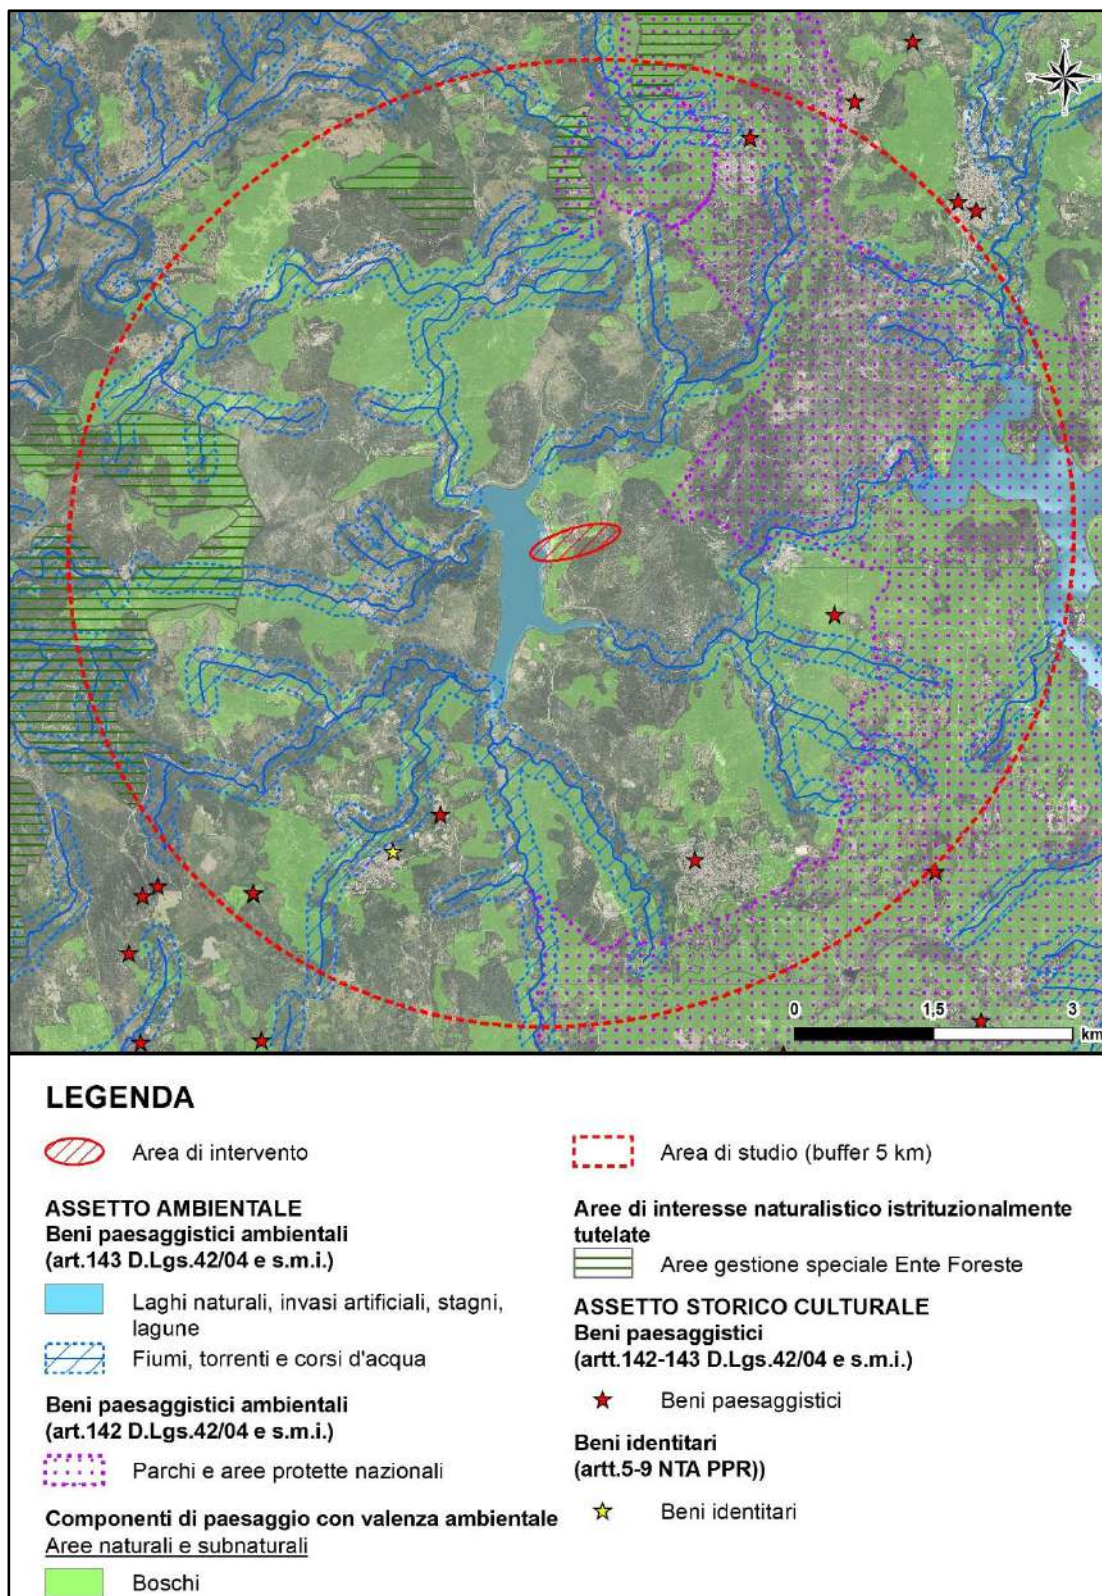 0
1,5
3
km
LEGENDA
Area di intervento
Area di studio (buffer 5 km)
ASSETTO AMBIENTALE
Beni paesaggistici ambientali
(art.143 D.Lgs.42/04 e s.m.i.)
Laghi naturali, invasi artificiali, stagni,
lagune
Fiumi, torrenti e corsi d'acqua
Beni paesaggistici ambientali
(art.142 D.Lgs.42/04 e s.m.i.)
Parchi e aree protette nazionali
Componenti di paesaggio con valenza ambientale
Aree naturali e subnaturali
Boschi
Aree di interesse naturalistico istrituzionalmente
tutelate
Aree gestione speciale Ente Foreste
ASSETTO STORICO CULTURALE
Beni paesaggistici
(artt.142-143 D.Lgs.42/04 e s.m.i.)
Beni paesaggistici
Beni identitari
(artt.5-9 NTA PPR))
Beni identitari